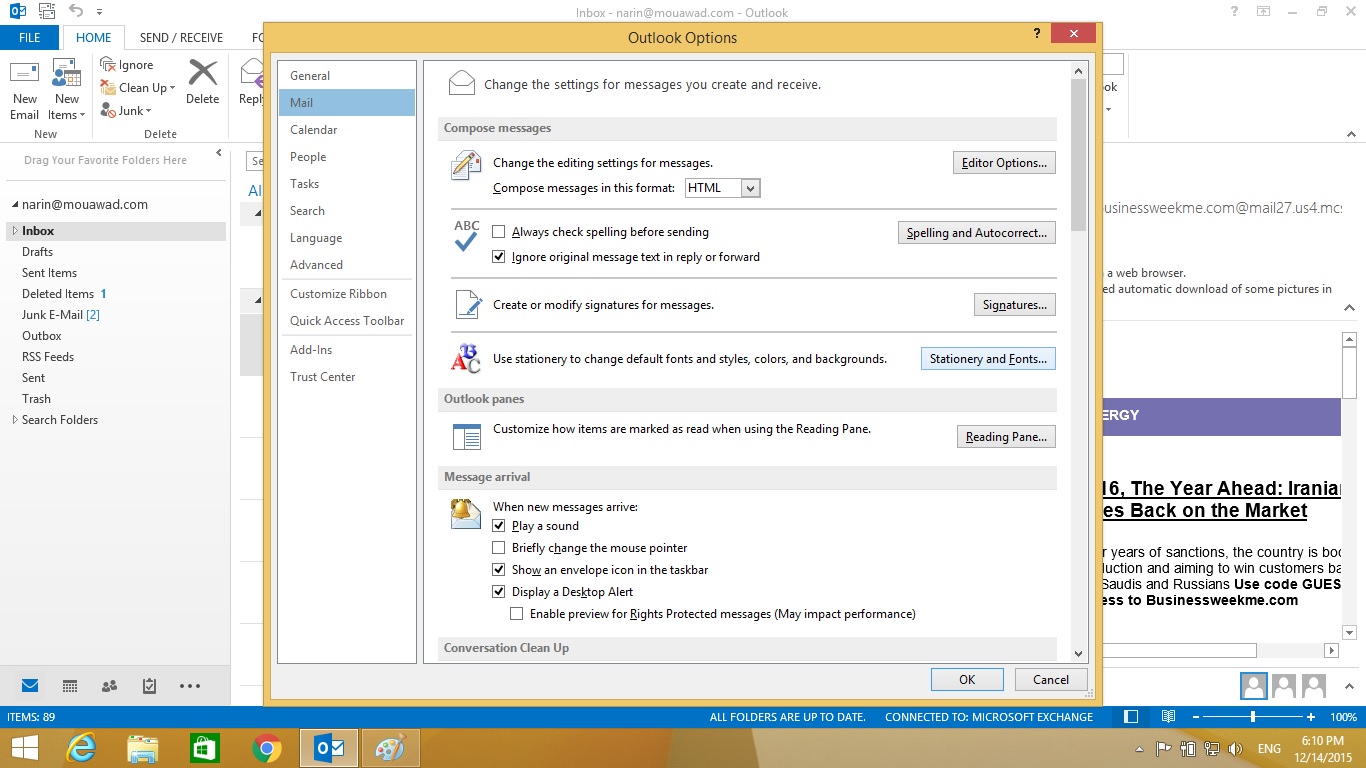 Inbox - narin@mouawad.com - Outlook
FILE
HOME
SEND / RECEIVE
Outlook Options
?
New Email
New Items
Ignore
Clean Up
Junk
Delete
New
Delete
Drag Your Favorite Folders Here
narin@mouawad.com
Inbox
Drafts
Sent Items
Deleted Items 1
Junk E-Mail [2]
Outbox
RSS Feeds
Sent
Trash
Search Folders
General
Mail
Calendar
People
Tasks
Search
Language
Advanced
Customize Ribbon
Quick Access Toolbar
Add-Ins
Trust Center
Change the settings for messages you create and receive.
Compose messages
Change the editing settings for messages.
Editor Options...
Compose messages in this format: HTML
ABC
Always check spelling before sending
Spelling and Autocorrect...
Ignore original message text in reply or forward
Create or modify signatures for messages.
Signatures...
Use stationery to change default fonts and styles, colors, and backgrounds.
Stationery and Fonts...
Outlook panes
Customize how items are marked as read when using the Reading Pane.
Reading Pane...
Message arrival
When new messages arrive:
Play a sound
Briefly change the mouse pointer
Show an envelope icon in the taskbar
Display a Desktop Alert
Enable preview for Rights Protected messages (May impact performance)
Conversation Clean Up
OK
Cancel
businessweekme.com@mail27.us4.mcs
a web browser.
ed automatic download of some pictures in
ERGY
16, The Year Ahead: Irania
es Back on the Market
r years of sanctions, the country is
duction and aiming to win customers
Saudis and Russians Use code GUES
ess to Businessweekme.com
ITEMS: 89
ALL FOLDERS ARE UP TO DATE.
CONNECTED TO: MICROSOFT EXCHANGE
100%
ENG
6:10 PM
12/14/2015